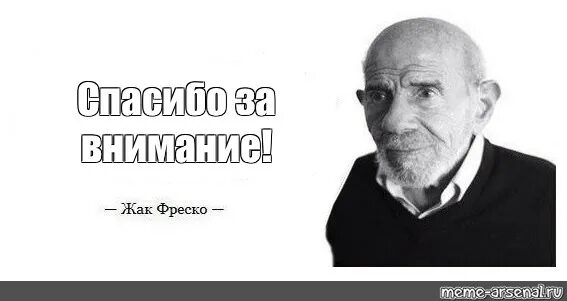 Спасибо за
внимание!
— Жак Фреско —
meme-arsenal.ru